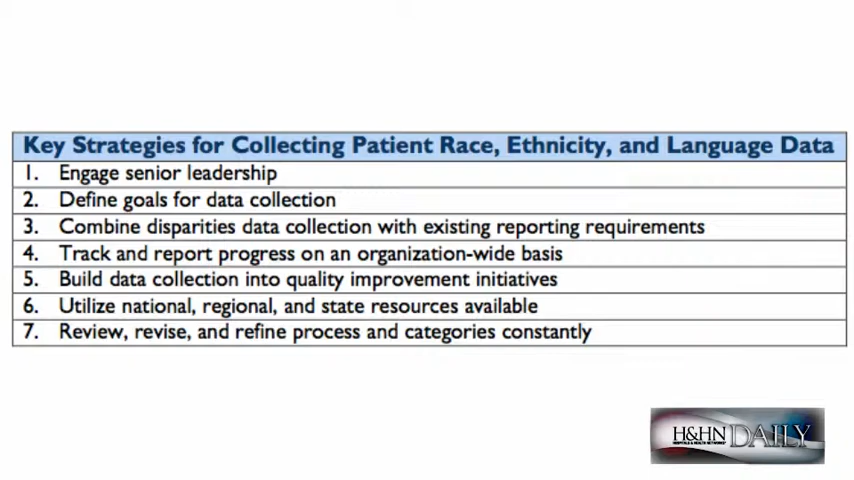 Key Strategies for Collecting Patient Race, Ethnicity, and Language Data
1. Engage senior leadership
2. Define goals for data collection
3. Combine disparities data collection with existing reporting requirements
4. Track and report progress on an organization-wide basis
5. Build data collection into quality improvement initiatives
6. Utilize national, regional, and state resources available
7. Review, revise, and refine process and categories constantly
H&HN DAILY
HOSPITALS & HEALTH NETWORKS